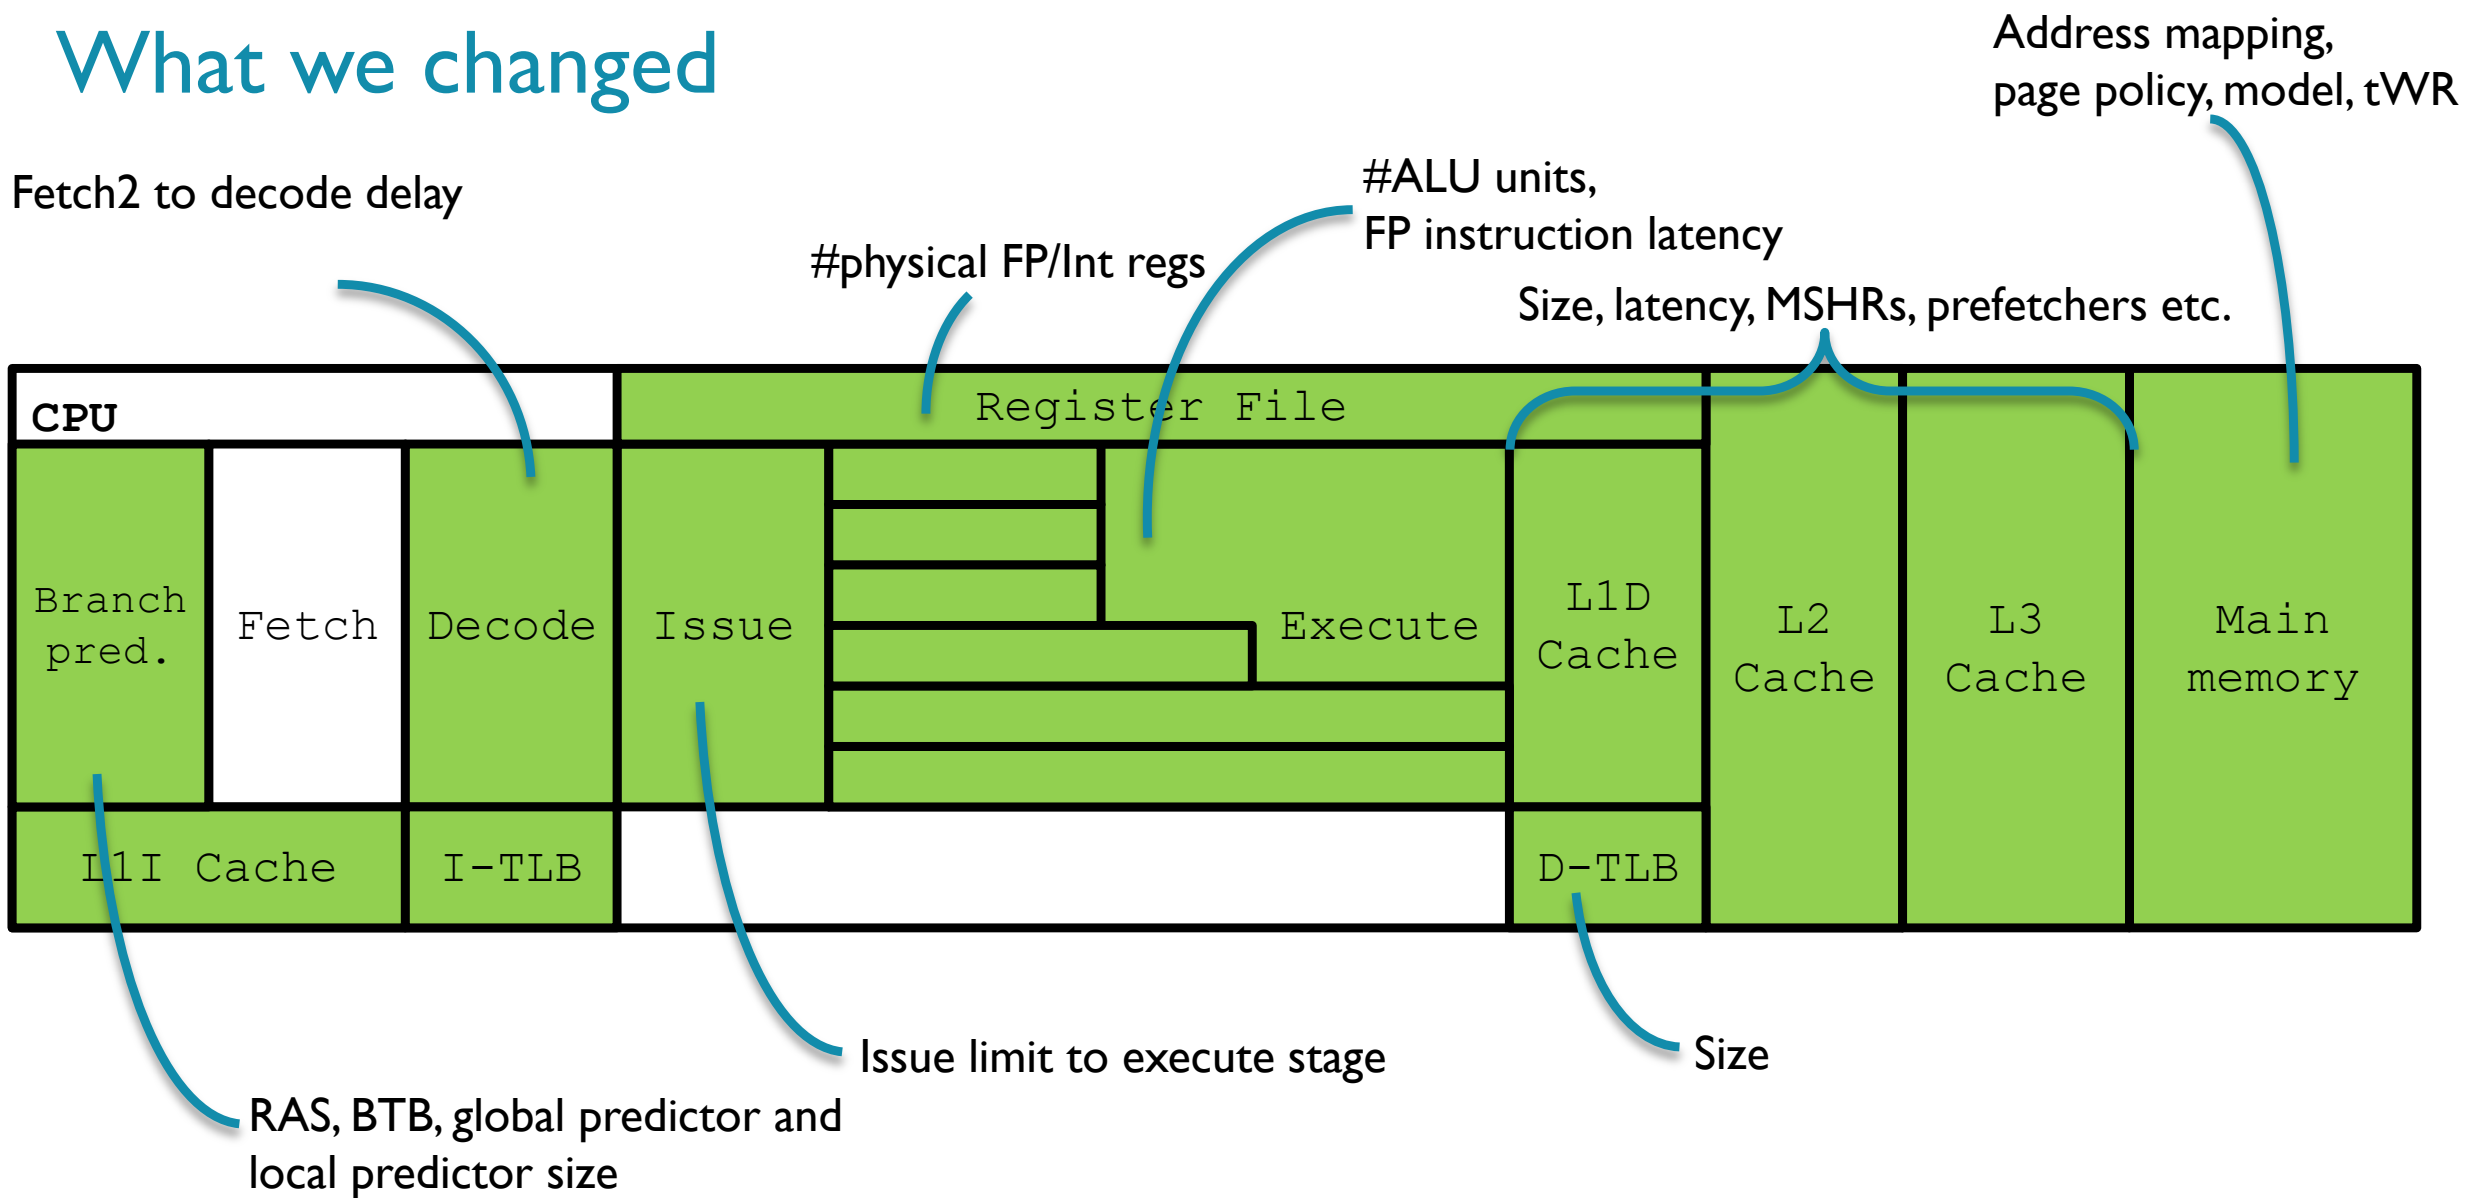 What we changed
Address mapping,
page policy, model, tWR
Fetch2 to decode delay
#ALU units,
FP instruction latency
#physical FP/Int regs
Size, latency, MSHRs, prefetchers etc.
CPU
Register File
Branch
pred.
Fetch
Decode
Issue
Execute
L1D
Cache
L2
Cache
L3
Cache
Main
memory
L1I Cache
I-TLB
D-TLB
Issue limit to execute stage
Size
RAS, BTB, global predictor and
local predictor size